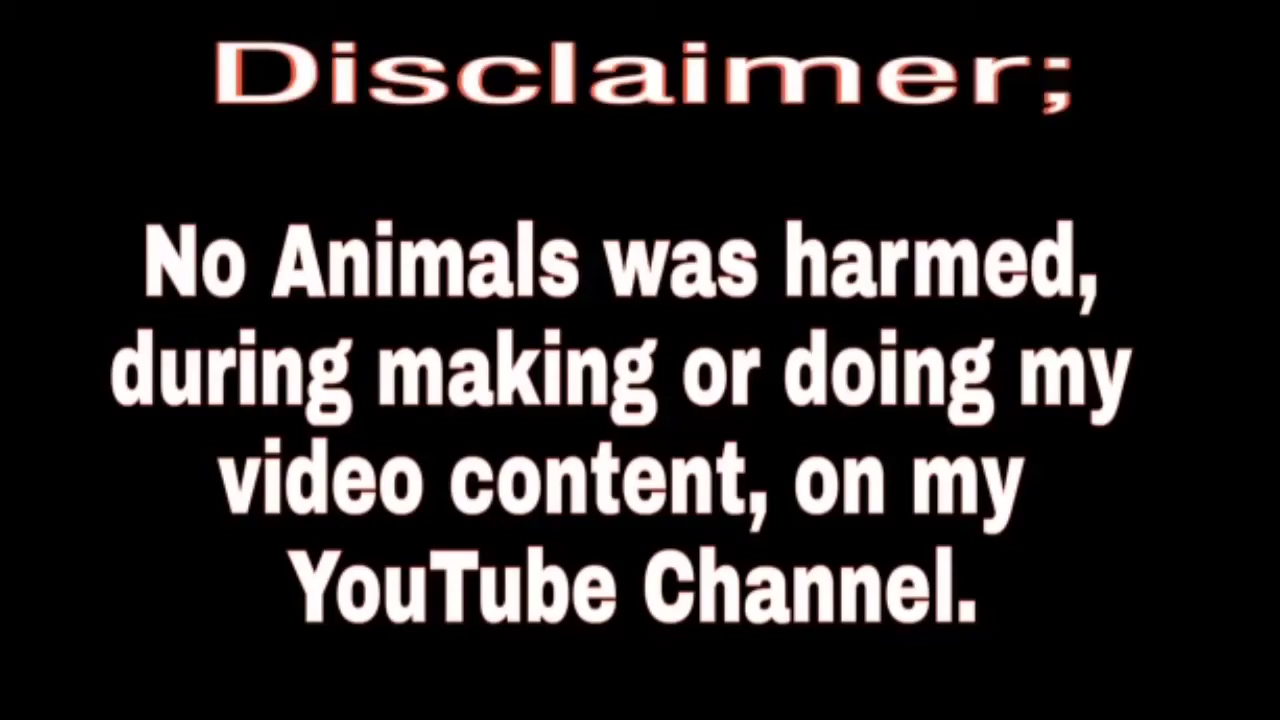 Disclaimer;
No Animals was harmed,
during making or doing my
video content, on my
YouTube Channel.